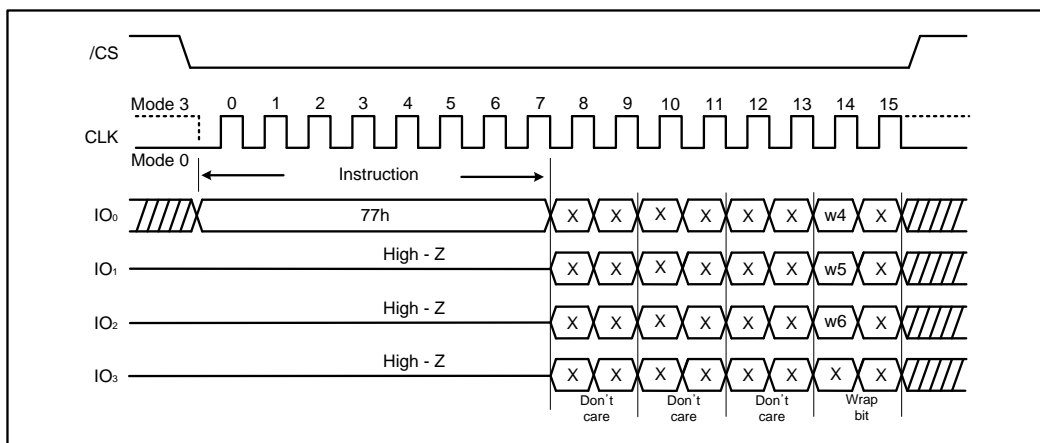 /CS
Mode 3 0 1 2 3 4 5 6 7 8 9 10 11 12 13 14 15
CLK
Mode 0
Instruction
IO₀ 77h X X X X X X w4 X
High - Z
IO₁ X X X X X X w5 X
High - Z
IO₂ X X X X X X w6 X
High - Z
IO₃ X X X X X X X X
Don't care Don't care Don't care Wrap bit